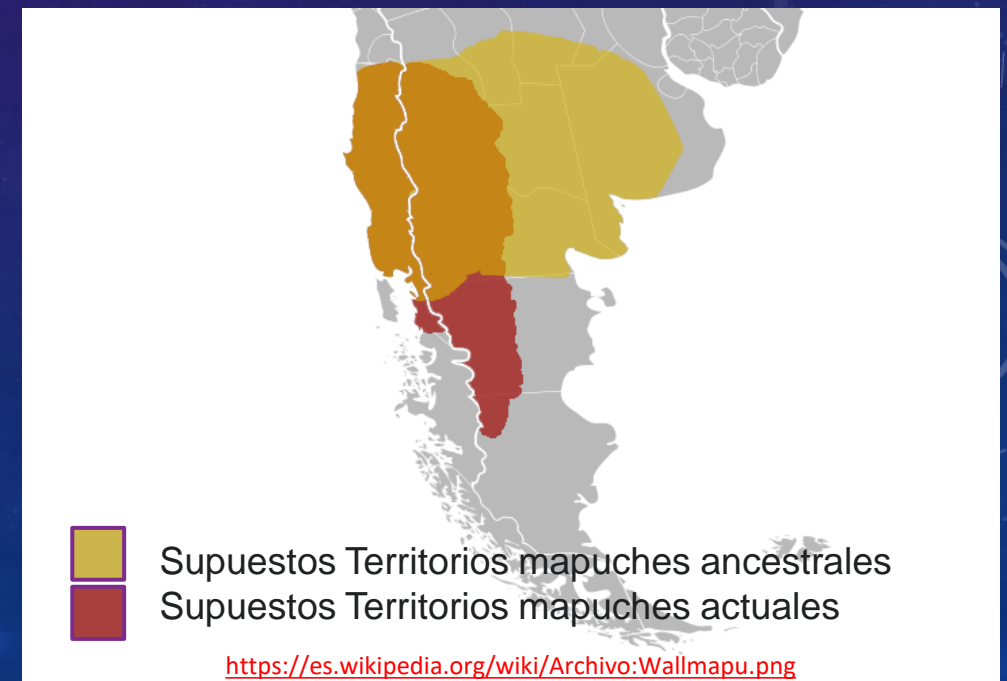 Supuestos Territorios mapuches ancestrales
Supuestos Territorios mapuches actuales
https://es.wikipedia.org/wiki/Archivo:Wallmapu.png